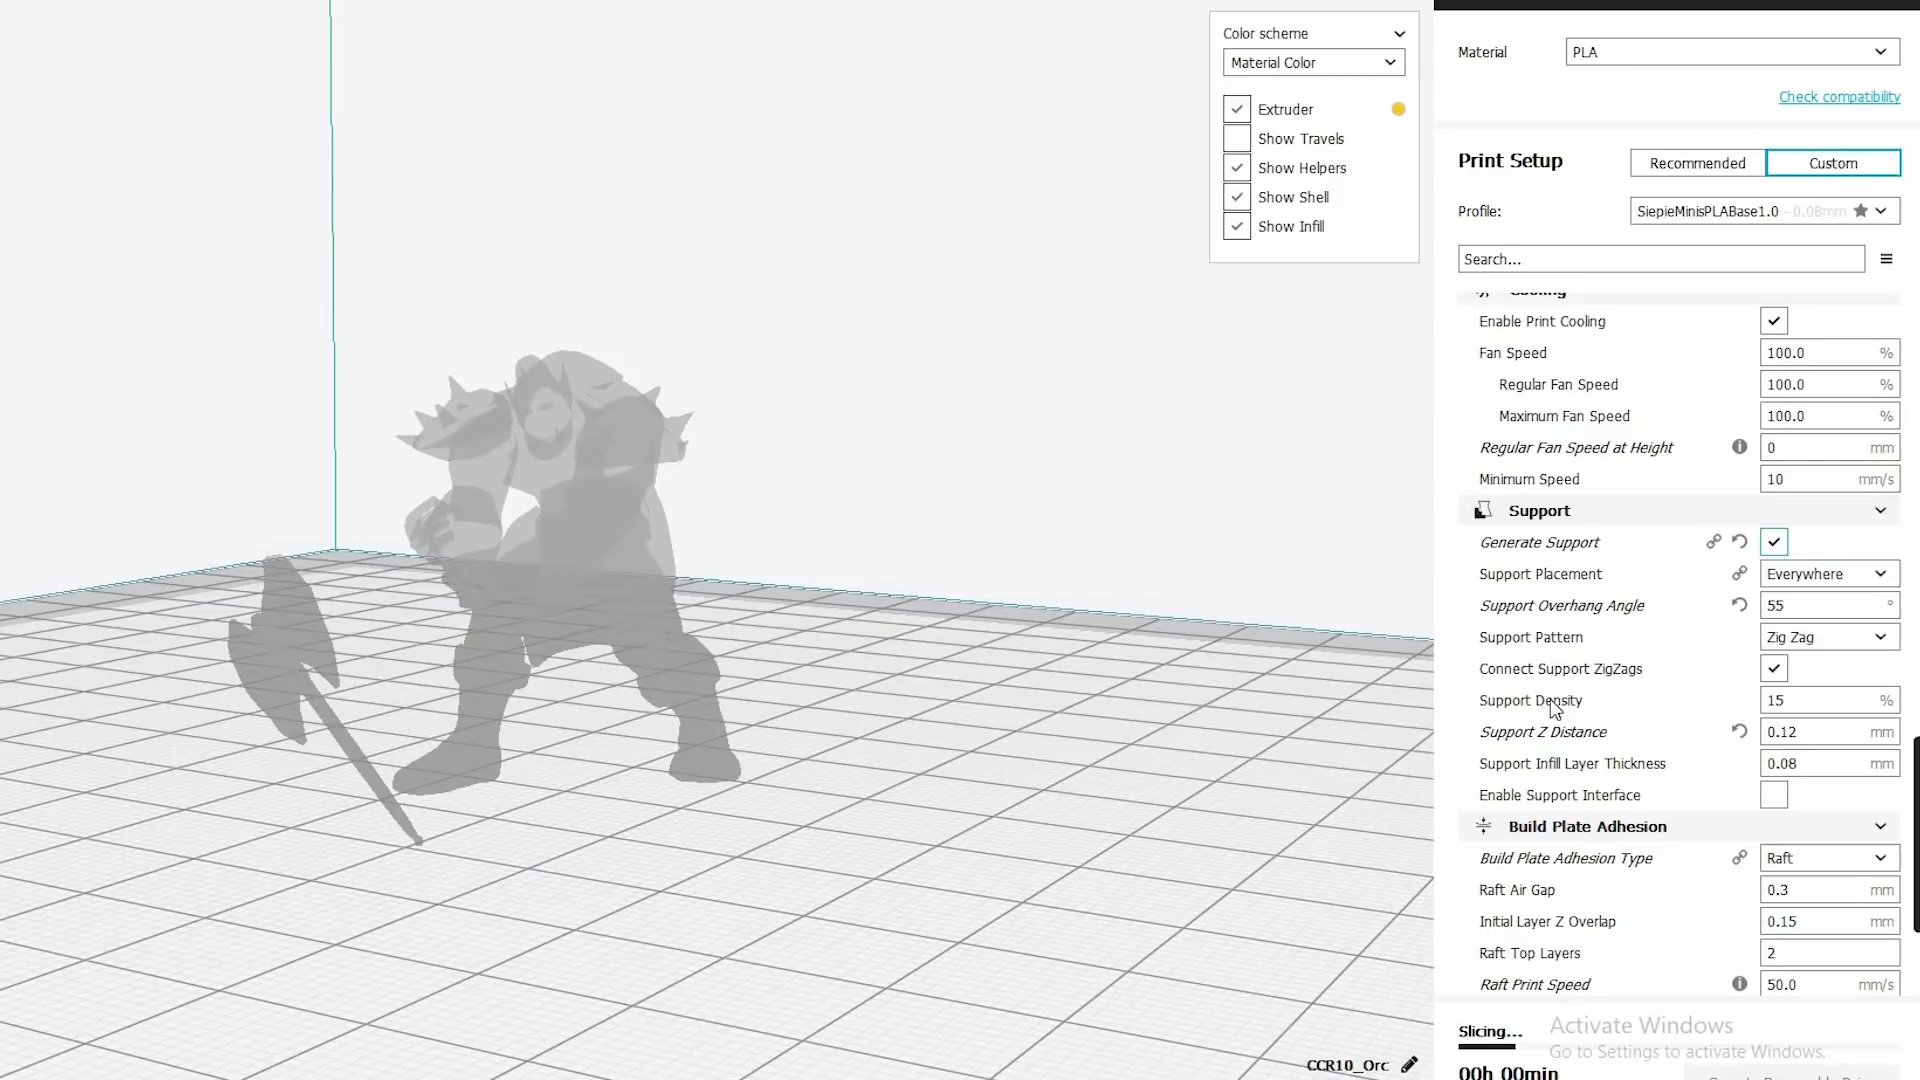 Color scheme
Material Color
Extruder
Show Travels
Show Helpers
Show Shell
Show Infill
CCR10_Orc
Material PLA
Check compatibility
Print Setup Recommended Custom
Profile: SiepieMinisPLABase1.0 - 0.08mm
Search...
Cooling
Enable Print Cooling
Fan Speed 100.0 %
Regular Fan Speed 100.0 %
Maximum Fan Speed 100.0 %
Regular Fan Speed at Height 0 mm
Minimum Speed 10 mm/s
Support
Generate Support
Support Placement Everywhere
Support Overhang Angle 55 °
Support Pattern Zig Zag
Connect Support ZigZags
Support Density 15 %
Support Z Distance 0.12 mm
Support Infill Layer Thickness 0.08 mm
Enable Support Interface
Build Plate Adhesion
Build Plate Adhesion Type Raft
Raft Air Gap 0.3 mm
Initial Layer Z Overlap 0.15 mm
Raft Top Layers 2
Raft Print Speed 50.0 mm/s
Slicing...
Activate Windows
Go to Settings to activate Windows.
00h 00min